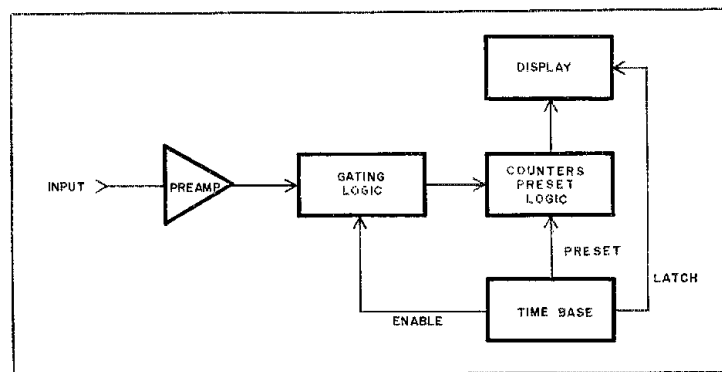 DISPLAY
INPUT
PREAMP
GATING
LOGIC
COUNTERS
PRESET
LOGIC
PRESET
LATCH
ENABLE
TIME BASE